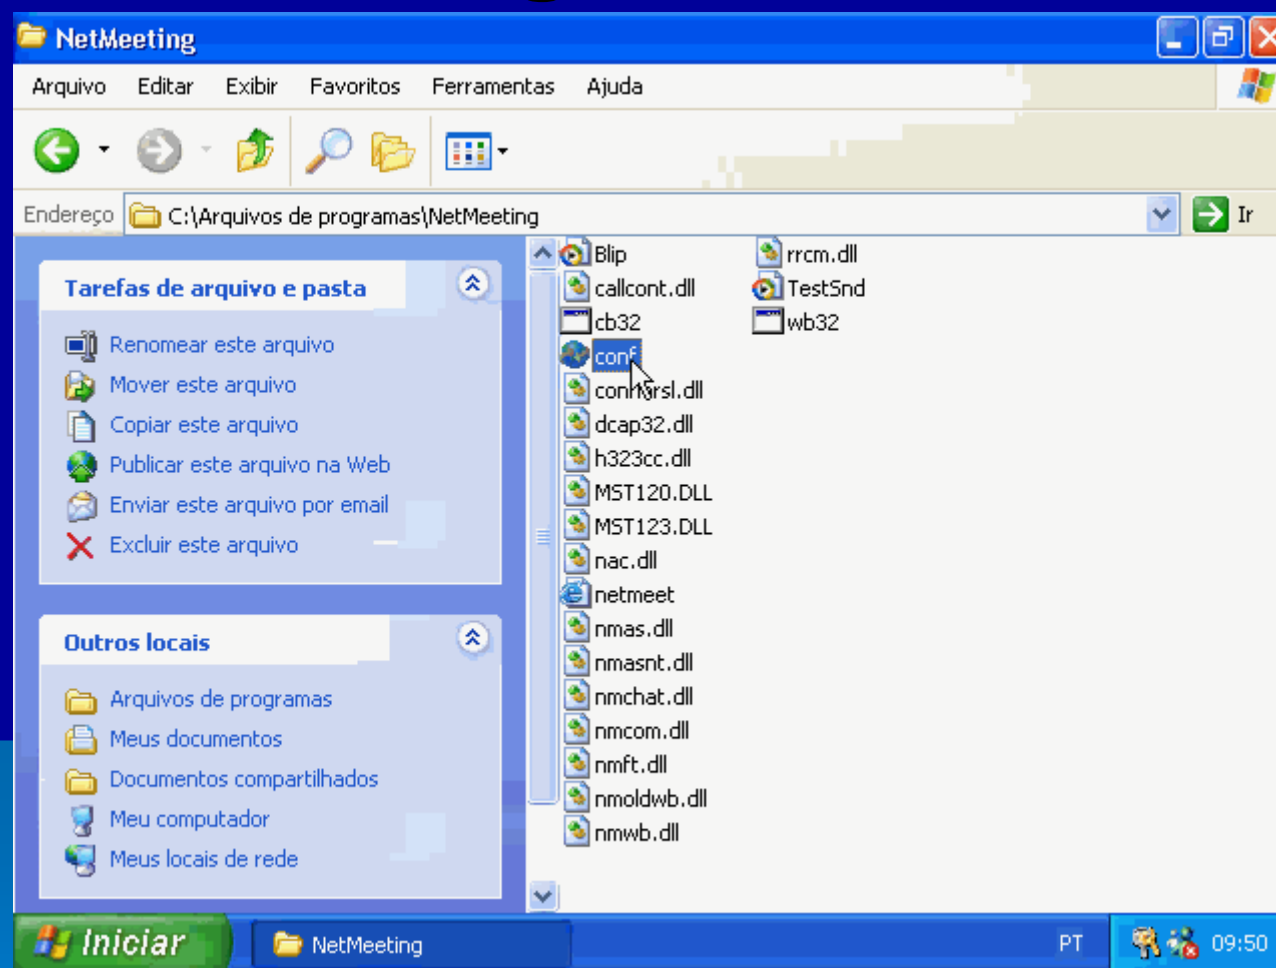 NetMeeting
Arquivo Editar Exibir Favoritos Ferramentas Ajuda
Endereço C:\Arquivos de programas\NetMeeting Ir
Tarefas de arquivo e pasta
Renomear este arquivo
Mover este arquivo
Copiar este arquivo
Publicar este arquivo na Web
Enviar este arquivo por email
Excluir este arquivo
Outros locais
Arquivos de programas
Meus documentos
Documentos compartilhados
Meu computador
Meus locais de rede
Blip
callcont.dll
cb32
conf
dcap32.dll
h323cc.dll
MST120.DLL
MST123.DLL
nac.dll
netmeet
nmas.dll
nmasnt.dll
nmchat.dll
nmcom.dll
nmft.dll
nmoldwb.dll
nmwb.dll
rrcm.dll
TestSnd
wb32
Iniciar NetMeeting PT 09:50